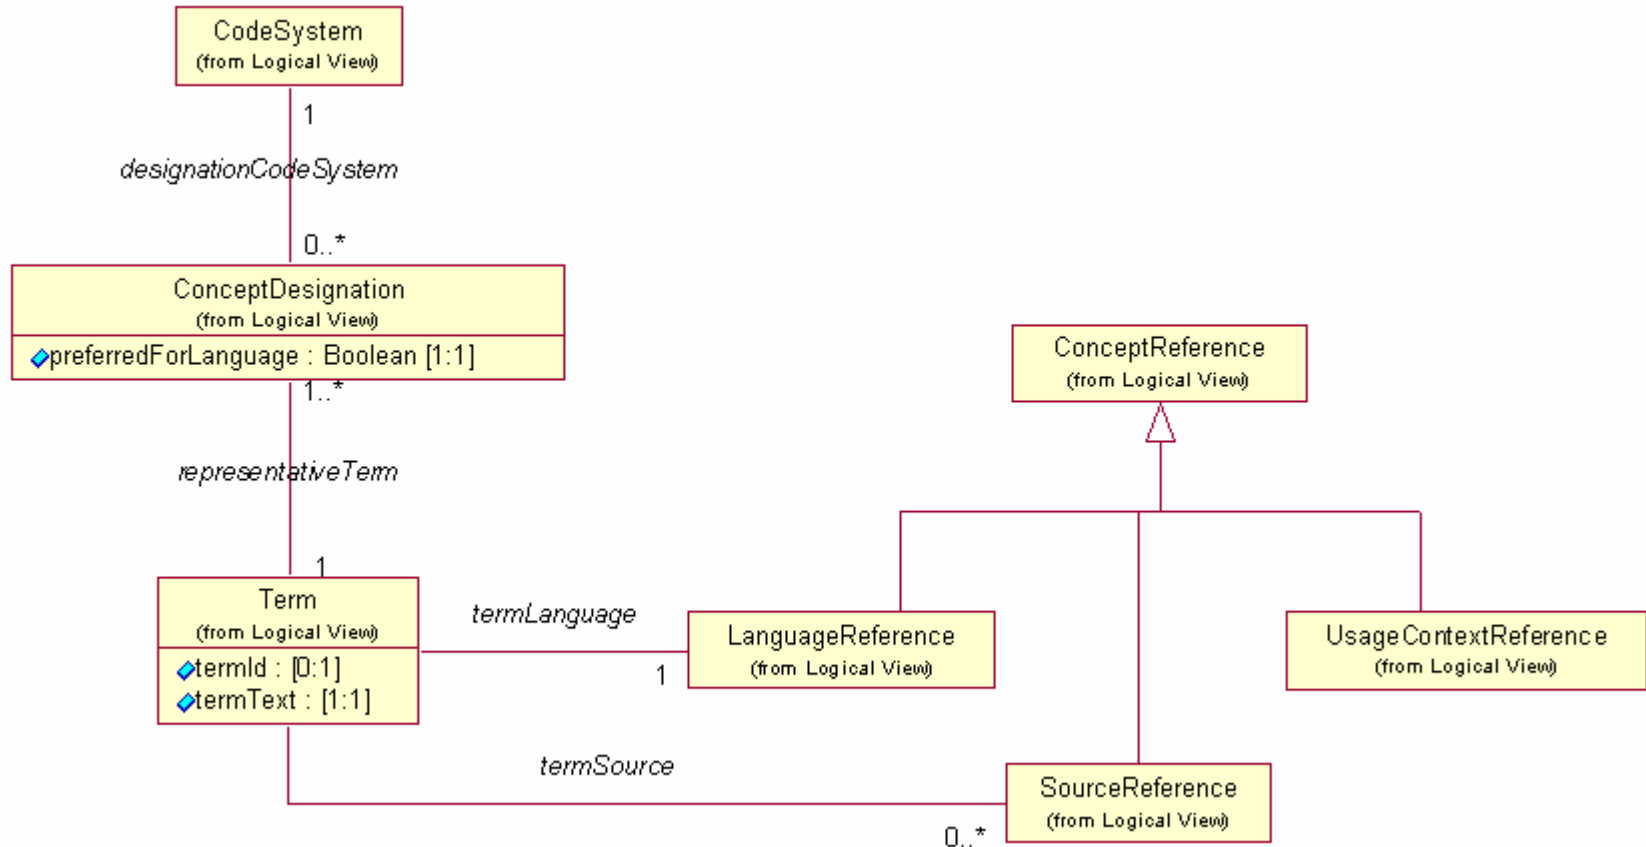 CodeSystem
(from Logical View)
1
designationCodeSystem
0..*
ConceptDesignation
(from Logical View)
preferredForLanguage : Boolean [1:1]
1..*
representativeTerm
1
Term
(from Logical View)
termId : [0:1]
termText : [1:1]
termLanguage
1
LanguageReference
(from Logical View)
termSource
0..*
SourceReference
(from Logical View)
ConceptReference
(from Logical View)
UsageContextReference
(from Logical View)